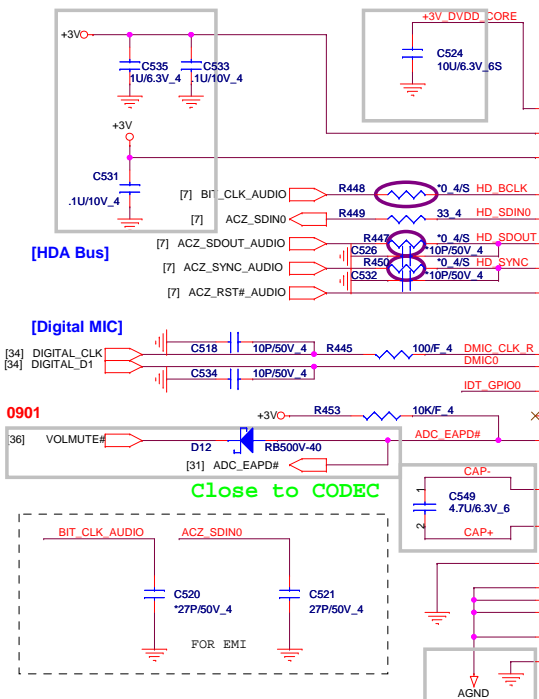 +3V_DVDD_CORE
+3V
C535
1U/6.3V_4
C533
.1U/10V_4
C524
10U/6.3V_6S
+3V
C531
.1U/10V_4
[7] BIT_CLK_AUDIO R448 *0_4/S HD_BCLK
[7] ACZ_SDIN0 R449 33_4 HD_SDIN0
[7] ACZ_SDOUT_AUDIO R447 *0_4/S HD_SDOUT
[HDA Bus]
C526 *10P/50V_4
[7] ACZ_SYNC_AUDIO R450 *0_4/S HD_SYNC
C532 *10P/50V_4
[7] ACZ_RST#_AUDIO
[Digital MIC]
[34] DIGITAL_CLK C518 10P/50V_4 R445 100/F_4 DMIC_CLK_R
[34] DIGITAL_D1 DMIC0
C534 10P/50V_4
IDT_GPIO0
0901
+3V R453 10K/F_4
[36] VOLMUTE# D12 RB500V-40 ADC_EAPD#
[31] ADC_EAPD#
Close to CODEC
CAP-
1
C549
4.7U/6.3V_6
2
CAP+
BIT_CLK_AUDIO ACZ_SDIN0
C520
*27P/50V_4
C521
27P/50V_4
FOR EMI
AGND